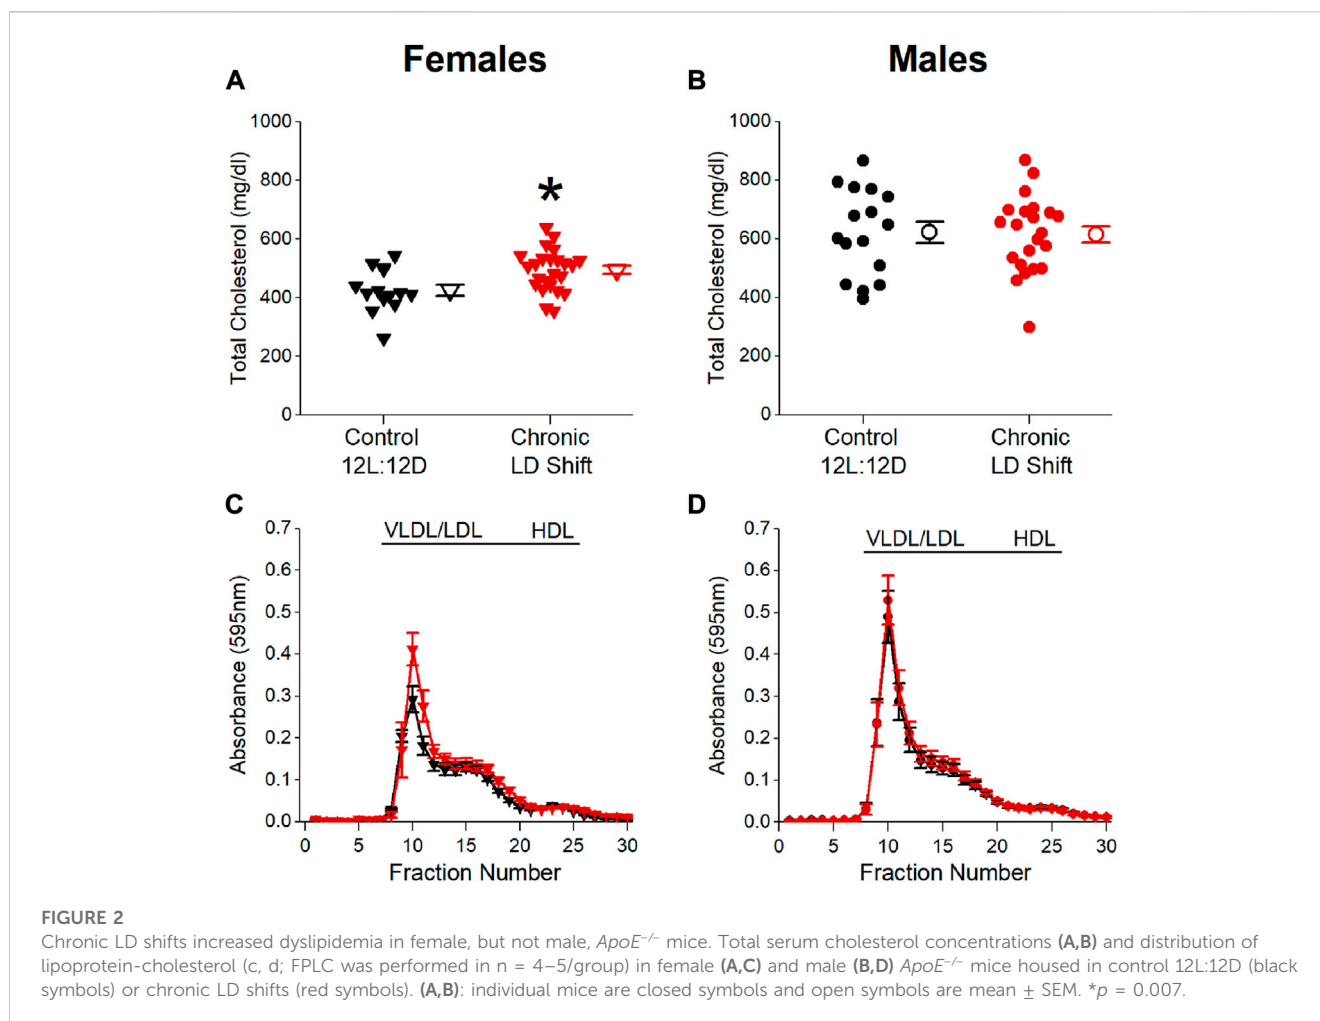 Females
Males
A
B
Total Cholesterol (mg/dl)
1000
800
600
400
200
0
*
Control
12L:12D
Chronic
LD Shift
Total Cholesterol (mg/dl)
1000
800
600
400
200
0
Control
12L:12D
Chronic
LD Shift
C
D
Absorbance (595nm)
0.7
0.6
0.5
0.4
0.3
0.2
0.1
0.0
VLDL/LDL HDL
0 5 10 15 20 25 30
Fraction Number
Absorbance (595nm)
0.7
0.6
0.5
0.4
0.3
0.2
0.1
0.0
VLDL/LDL HDL
0 5 10 15 20 25 30
Fraction Number
FIGURE 2
Chronic LD shifts increased dyslipidemia in female, but not male, ApoE−/− mice. Total serum cholesterol concentrations (A,B) and distribution of
lipoprotein-cholesterol (c, d; FPLC was performed in n = 4–5/group) in female (A,C) and male (B,D) ApoE−/− mice housed in control 12L:12D (black
symbols) or chronic LD shifts (red symbols). (A,B): individual mice are closed symbols and open symbols are mean ± SEM. *p = 0.007.